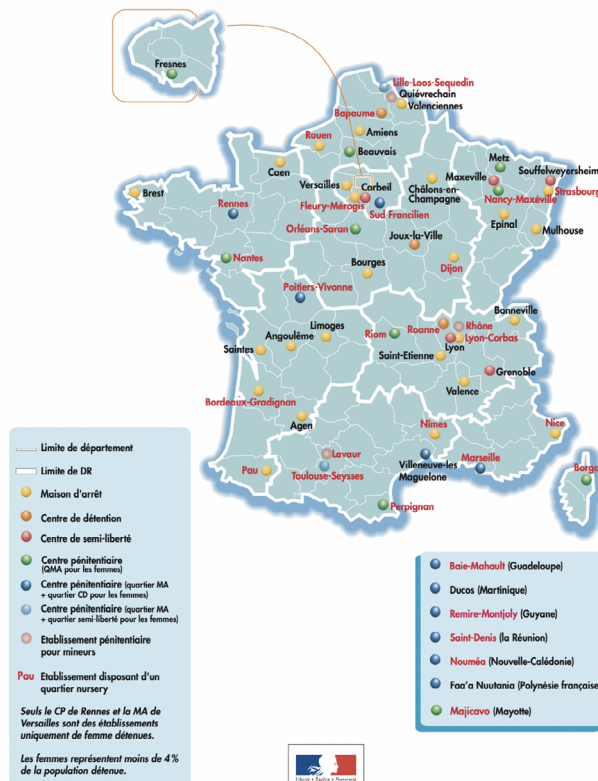 Fresnes
Lille-Loos-Sequedin
Quiévrechain
Valenciennes
Bapaume
Amiens
Rouen
Beauvais
Caen
Metz
Souffelweyersheim
Maxeville
Strasbourg
Nancy-Maxéville
Versailles
Corbeil
Châlons-en-
Champagne
Fleury-Mérogis
Sud Francilien
Brest
Rennes
Epinal
Mulhouse
Orléans-Saran
Joux-la-Ville
Nantes
Bourges
Dijon
Poitiers-Vivonne
Bonneville
Limoges
Riom
Roanne
Rhône
Lyon-Corbas
Lyon
Angoulême
Saintes
Saint-Etienne
Grenoble
Valence
Bordeaux-Gradignan
Agen
Nîmes
Nice
Lavaur
Marseille
Villeneuve-les
Maguelone
Pau
Toulouse-Seysses
Borgo
Perpignan
Limite de département
Limite de DR
Maison d'arrêt
Centre de détention
Centre de semi-liberté
Centre pénitentiaire
(QMA pour les femmes)
Centre pénitentiaire (quartier MA
+ quartier CD pour les femmes)
Centre pénitentiaire (quartier MA
+ quartier semi-liberté pour les femmes)
Etablissement pénitentiaire
pour mineurs
Pau Etablissement disposant d'un
quartier nursery
Seuls le CP de Rennes et la MA de
Versailles sont des établissements
uniquement de femme détenues.
Les femmes représentent moins de 4%
de la population détenue.
Baie-Mahault (Guadeloupe)
Ducos (Martinique)
Remire-Montjoly (Guyane)
Saint-Denis (la Réunion)
Nouméa (Nouvelle-Calédonie)
Faa'a Nuutania (Polynésie française
Majicavo (Mayotte)
Liberté • Égalité • Fraternité